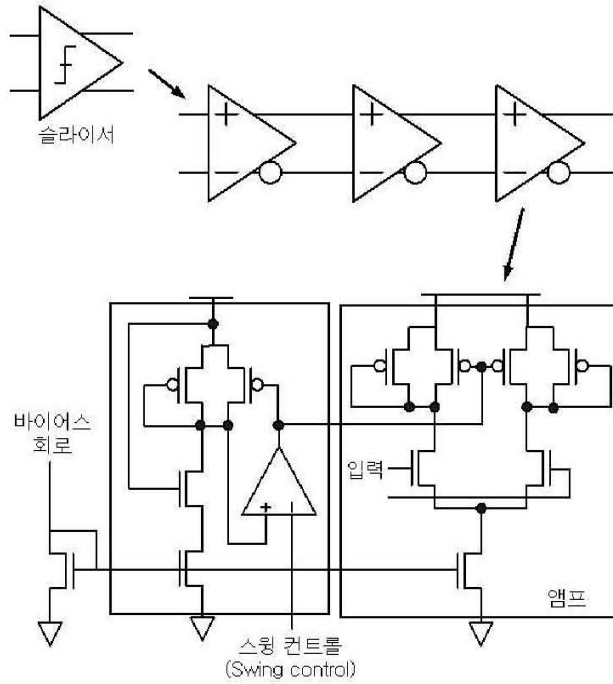 슬라이서
+ + +
− − −
바이어스
회로
입력
+ −
앰프
스윙 컨트롤
(Swing control)